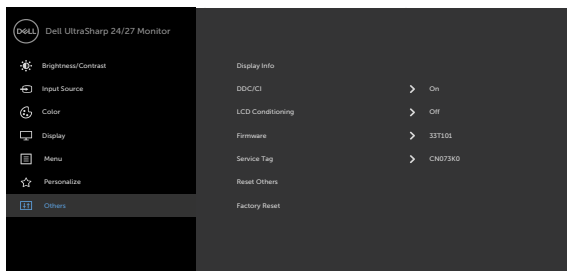 DELL
Dell UltraSharp 24/27 Monitor
Brightness/Contrast
Display Info
Input Source
DDC/CI
On
Color
LCD Conditioning
Off
Display
Firmware
33T101
Menu
Service Tag
CN073K0
Personalize
Reset Others
Others
Factory Reset